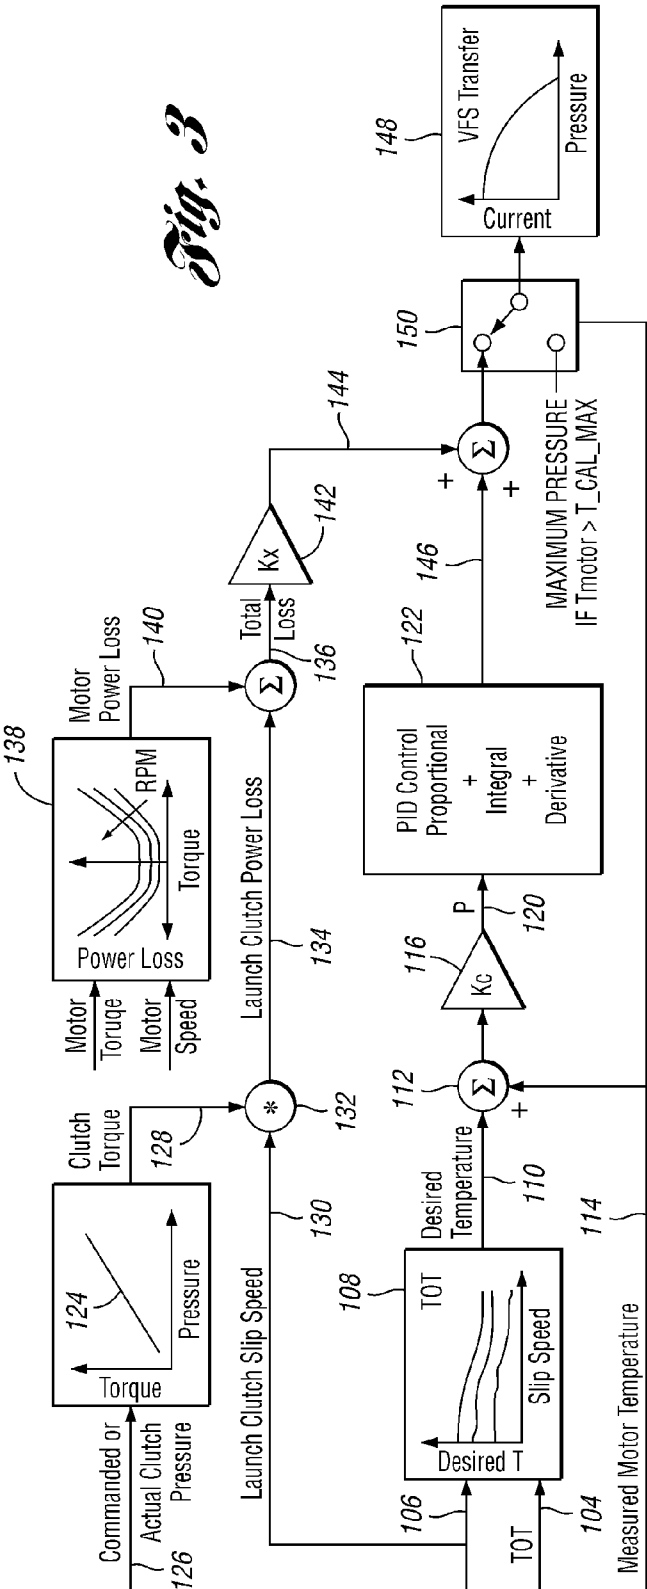 Fig. 3
Commanded or
Actual Clutch
Pressure
126
Torque
Pressure
124
Clutch
Torque
128
Motor
Toruqe
Motor
Speed
Power Loss
Torque
RPM
138
Motor
Power Loss
140
Launch Clutch Slip Speed
130
*
132
Launch Clutch Power Loss
134
Σ
Total
Loss
136
Kx
142
144
106
TOT
104
Desired T
Slip Speed
TOT
108
Desired
Temperature
110
Σ
+
112
Kc
116
P
120
PID Control
Proportional
+
Integral
+
Derivative
122
146
+
+
Σ
150
MAXIMUM PRESSURE
IF Tmotor > T_CAL_MAX
Current
Pressure
VFS Transfer
148
Measured Motor Temperature
114